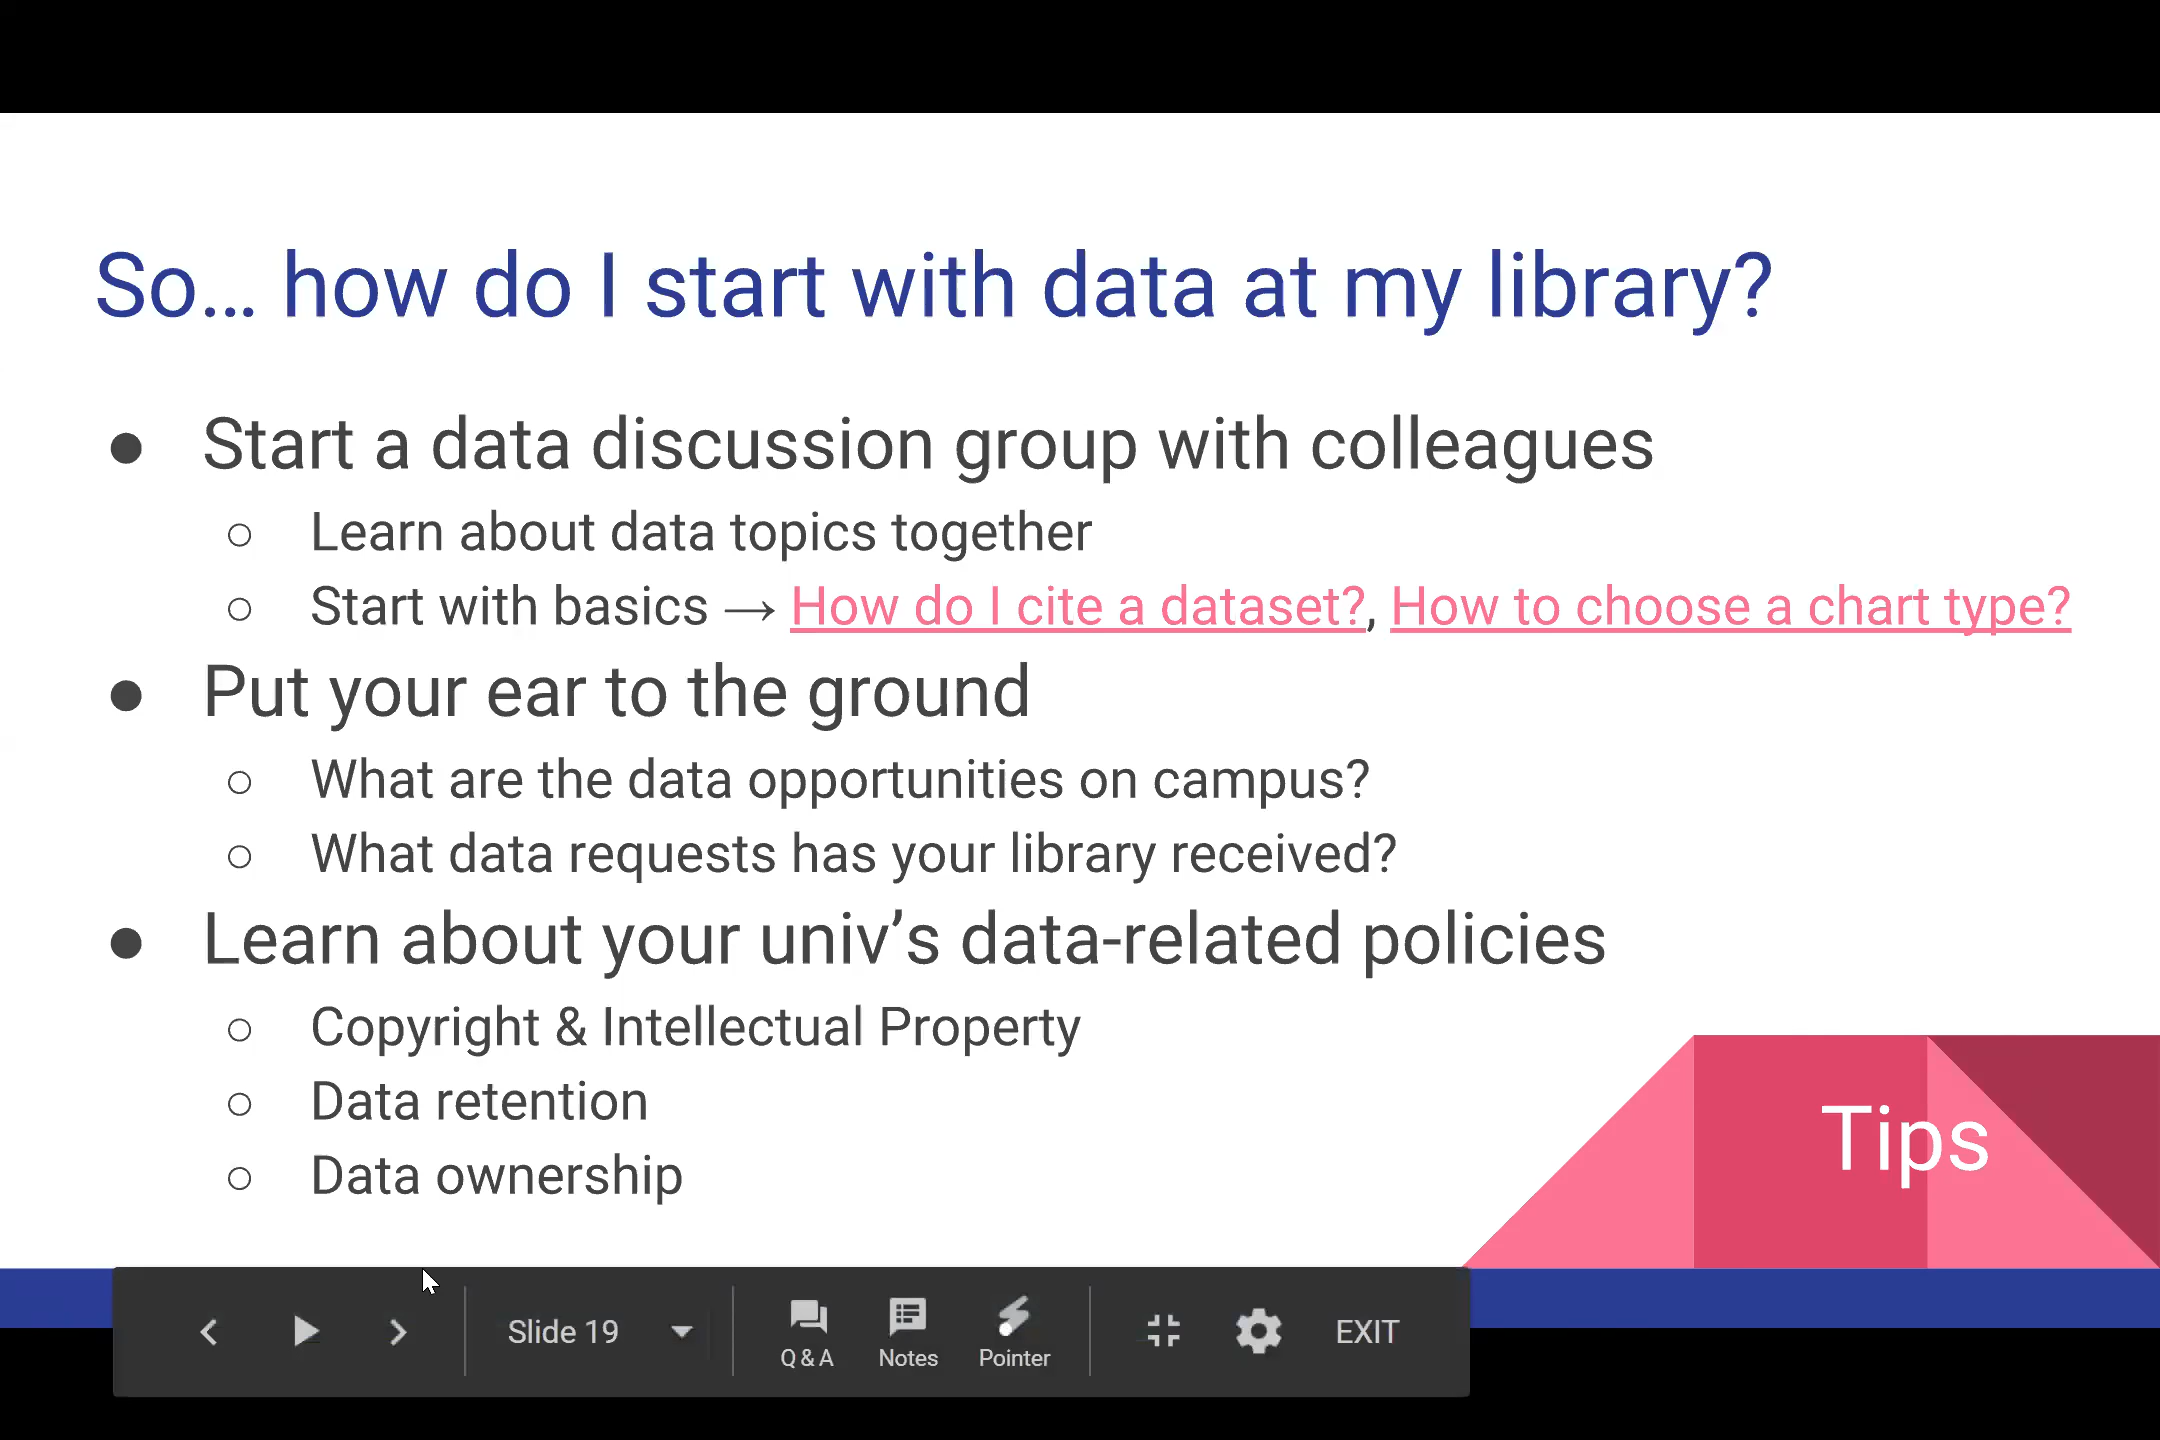 So... how do I start with data at my library?
● Start a data discussion group with colleagues
○ Learn about data topics together
○ Start with basics → How do I cite a dataset?, How to choose a chart type?
● Put your ear to the ground
○ What are the data opportunities on campus?
○ What data requests has your library received?
● Learn about your univ’s data-related policies
○ Copyright & Intellectual Property
○ Data retention
○ Data ownership
Tips
Slide 19
Q & A
Notes
Pointer
EXIT